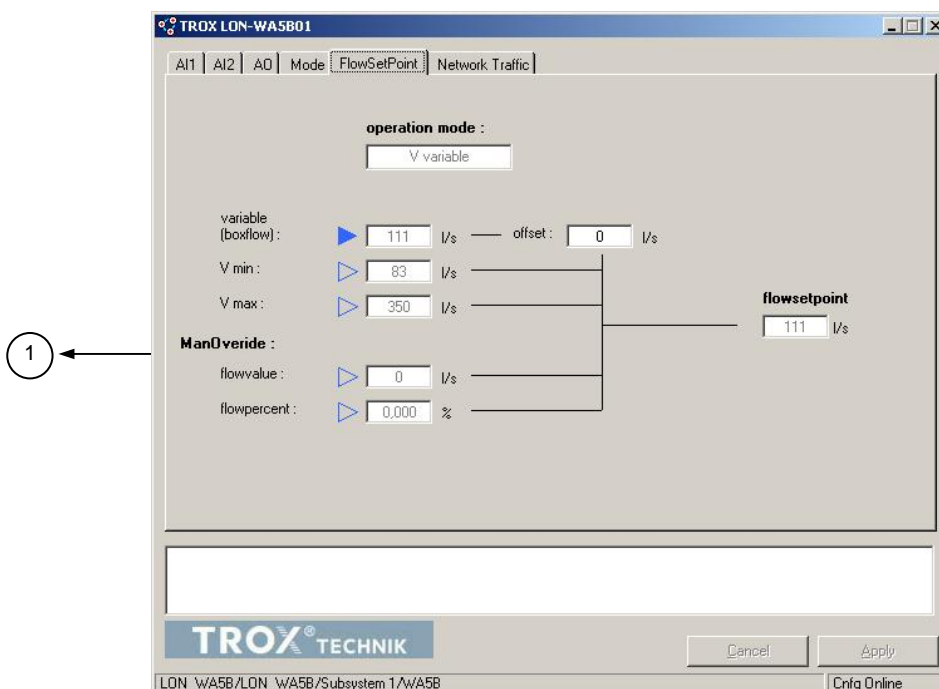 TROX LON-WA5B01
AI1 AI2 AO Mode FlowSetPoint Network Traffic
operation mode :
V variable
variable
(boxflow) : 111 l/s offset : 0 l/s
V min : 83 l/s
V max : 350 l/s
flowsetpoint
111 l/s
1
ManOveride :
flowvalue : 0 l/s
flowpercent : 0,000 %
TROX® TECHNIK
Cancel Apply
LON_WA5B/LON_WA5B/Subsystem 1/WA5B Cnfg Online